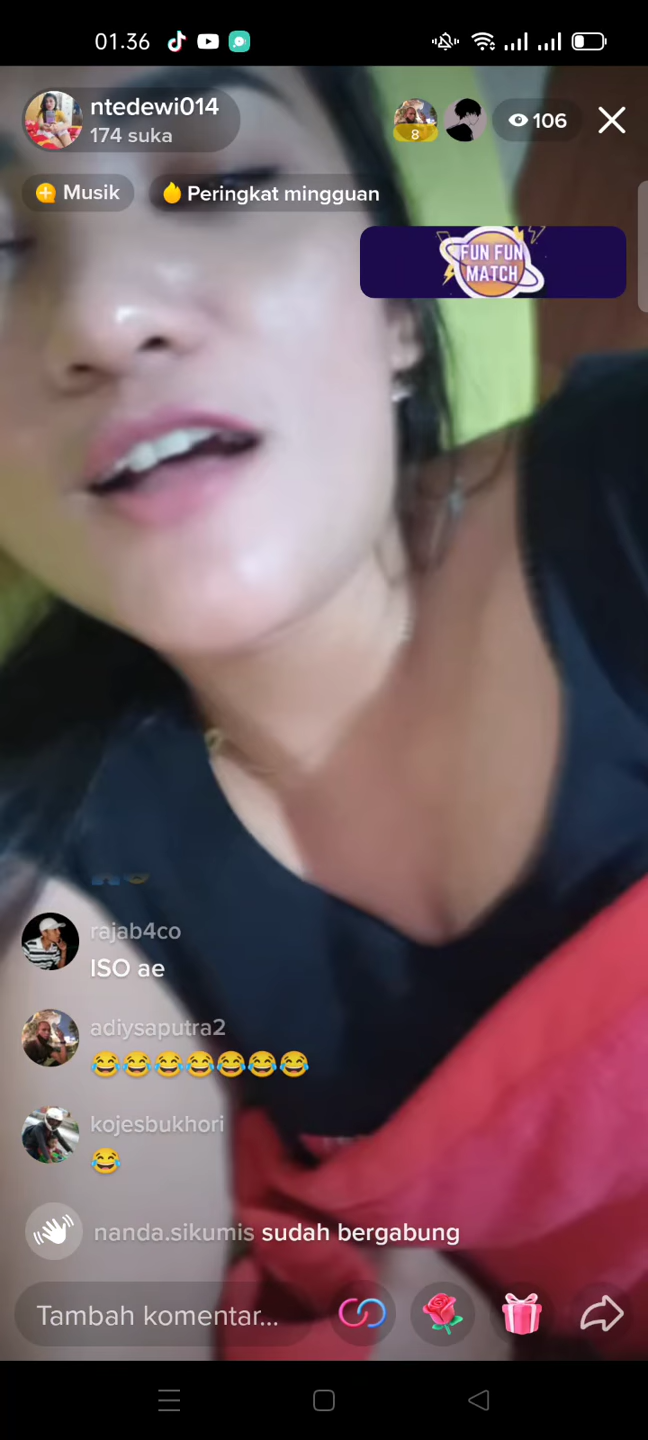 01.36
ntedewi014
174 suka
8
106
Musik
Peringkat mingguan
FUN FUN
MATCH
rajab4co
ISO ae
adiysaputra2
😂😂😂😂😂😂😂
kojesbukhori
😂
nanda.sikumis sudah bergabung
Tambah komentar...